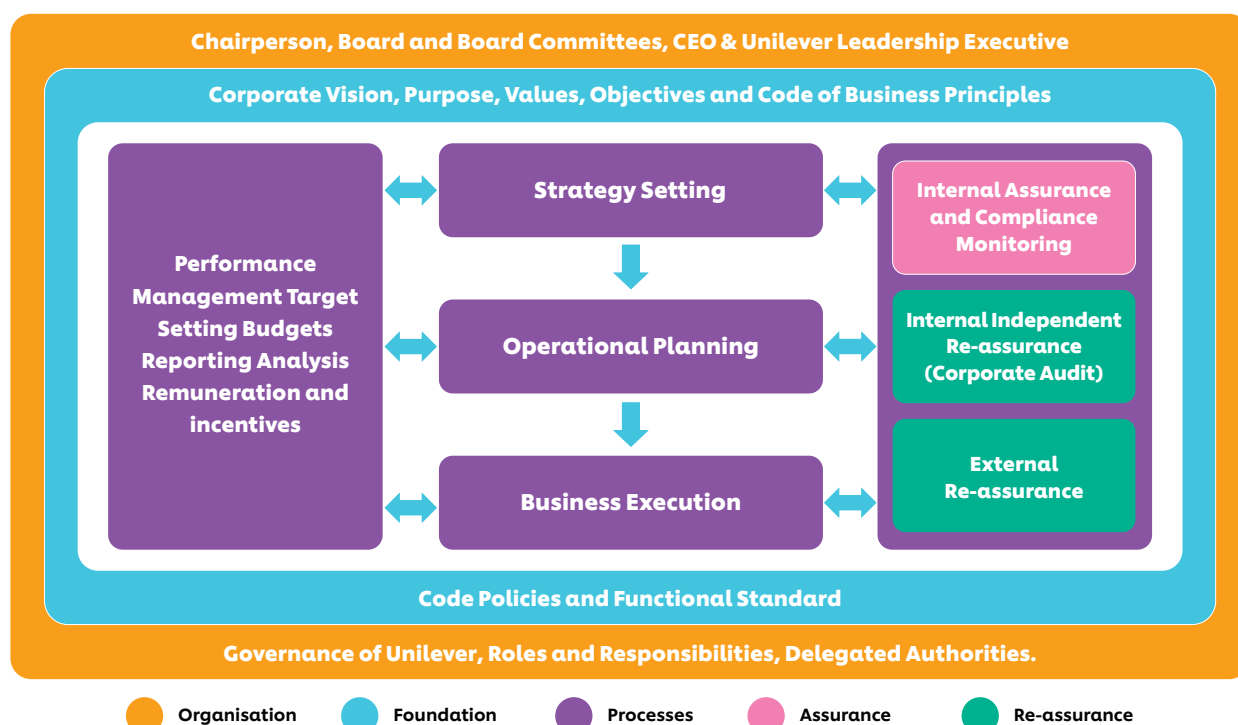 Chairperson, Board and Board Committees, CEO & Unilever Leadership Executive
Corporate Vision, Purpose, Values, Objectives and Code of Business Principles
Performance
Management Target
Setting Budgets
Reporting Analysis
Remuneration and
incentives
Strategy Setting
Operational Planning
Business Execution
Internal Assurance
and Compliance
Monitoring
Internal Independent
Re-assurance
(Corporate Audit)
External
Re-assurance
Code Policies and Functional Standard
Governance of Unilever, Roles and Responsibilities, Delegated Authorities.
Organisation
Foundation
Processes
Assurance
Re-assurance